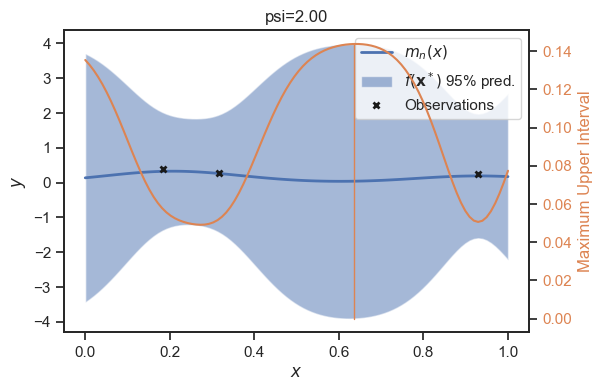 psi=2.00
m_n(x)
f(x*) 95% pred.
Observations
y
4
3
2
1
0
−1
−2
−3
−4
0.14
0.12
0.10
0.08
0.06
0.04
0.02
0.00
Maximum Upper Interval
0.0 0.2 0.4 0.6 0.8 1.0
x